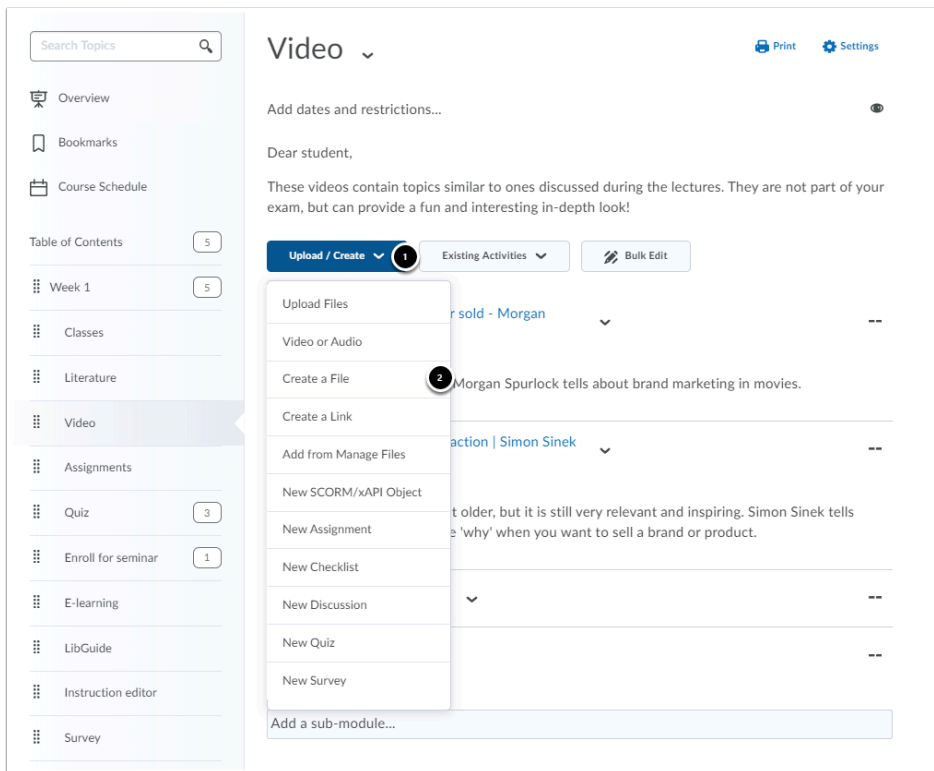 Search Topics
Overview
Bookmarks
Course Schedule
Table of Contents 5
Week 1 5
Classes
Literature
Video
Assignments
Quiz 3
Enroll for seminar 1
E-learning
LibGuide
Instruction editor
Survey
Video
Print Settings
Add dates and restrictions...
Dear student,
These videos contain topics similar to ones discussed during the lectures. They are not part of your
exam, but can provide a fun and interesting in-depth look!
Upload / Create 1 Existing Activities Bulk Edit
Upload Files
Video or Audio
Create a File 2
Create a Link
Add from Manage Files
New SCORM/xAPI Object
New Assignment
New Checklist
New Discussion
New Quiz
New Survey
r sold - Morgan --
Morgan Spurlock tells about brand marketing in movies.
action | Simon Sinek --
t older, but it is still very relevant and inspiring. Simon Sinek tells
e 'why' when you want to sell a brand or product.
--
--
Add a sub-module...